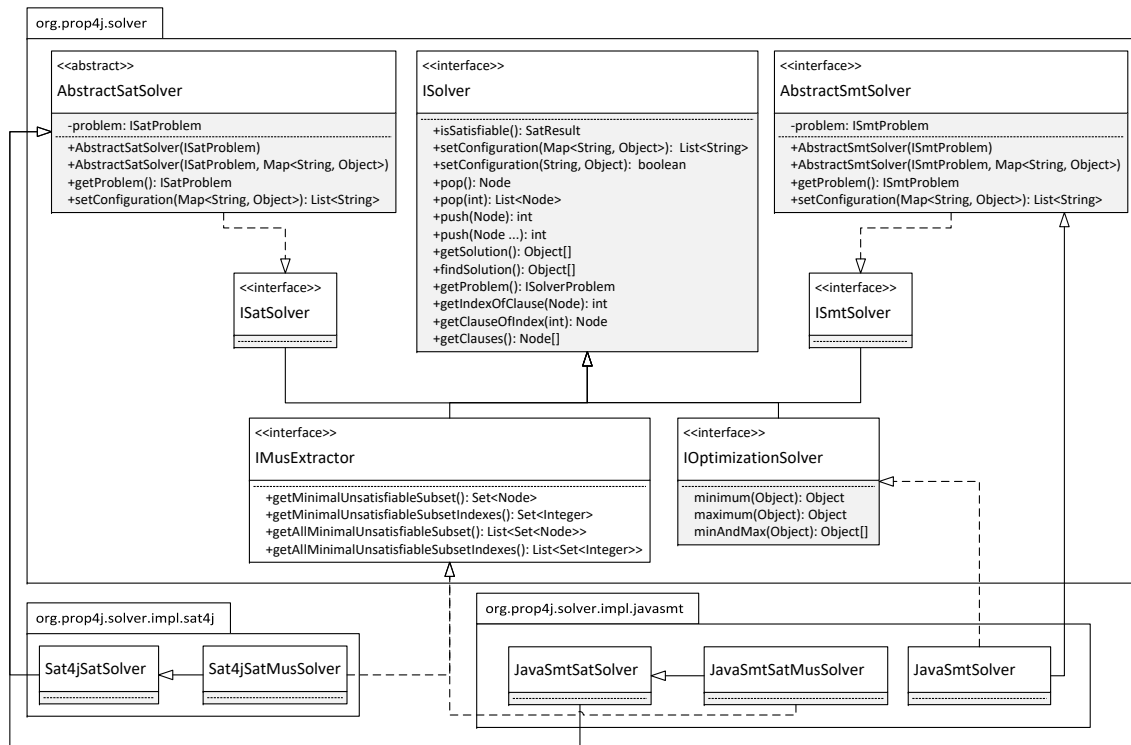 org.prop4j.solver
<<abstract>>
AbstractSatSolver
-problem: ISatProblem
+AbstractSatSolver(ISatProblem)
+AbstractSatSolver(ISatProblem, Map<String, Object>)
+getProblem(): ISatProblem
+setConfiguration(Map<String, Object>): List<String>
<<interface>>
ISolver
+isSatisfiable(): SatResult
+setConfiguration(Map<String, Object>):  List<String>
+setConfiguration(String, Object):  boolean
+pop(): Node
+pop(int): List<Node>
+push(Node): int
+push(Node ...): int
+getSolution(): Object[]
+findSolution(): Object[]
+getProblem(): ISolverProblem
+getIndexOfClause(Node): int
+getClauseOfIndex(int): Node
+getClauses(): Node[]
<<interface>>
AbstractSmtSolver
-problem: ISmtProblem
+AbstractSmtSolver(ISmtProblem)
+AbstractSmtSolver(ISmtProblem, Map<String, Object>)
+getProblem(): ISmtProblem
+setConfiguration(Map<String, Object>): List<String>
<<interface>>
ISatSolver
<<interface>>
ISmtSolver
<<interface>>
IMusExtractor
+getMinimalUnsatisfiableSubset(): Set<Node>
+getMinimalUnsatisfiableSubsetIndexes(): Set<Integer>
+getAllMinimalUnsatisfiableSubset(): List<Set<Node>>
+getAllMinimalUnsatisfiableSubsetIndexes(): List<Set<Integer>>
<<interface>>
IOptimizationSolver
minimum(Object): Object
maximum(Object): Object
minAndMax(Object): Object[]
org.prop4j.solver.impl.sat4j
Sat4jSatSolver
Sat4jSatMusSolver
org.prop4j.solver.impl.javasmt
JavaSmtSatSolver
JavaSmtSatMusSolver
JavaSmtSolver